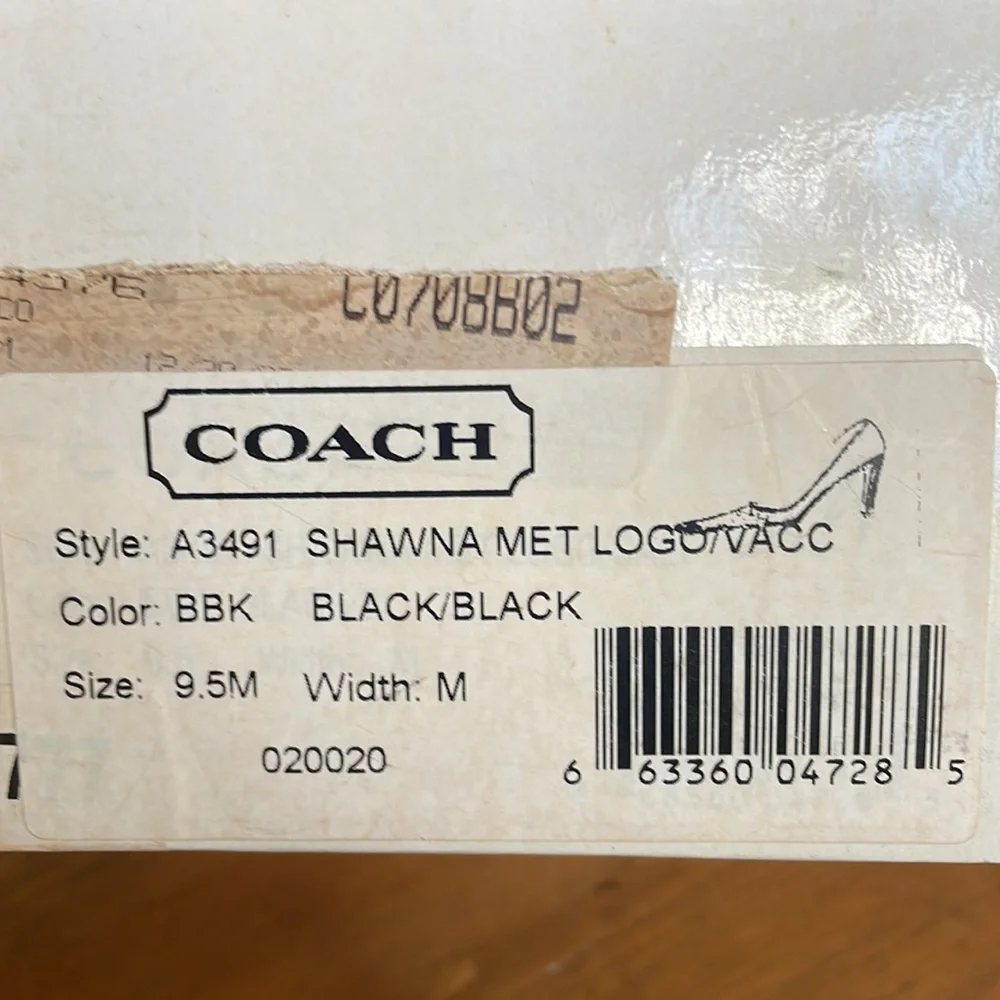 COACH
Style: A3491 SHAWNA MET LOGO/VACC
Color: BBK BLACK/BLACK
Size: 9.5M Width: M
020020
6 63360 04728 5